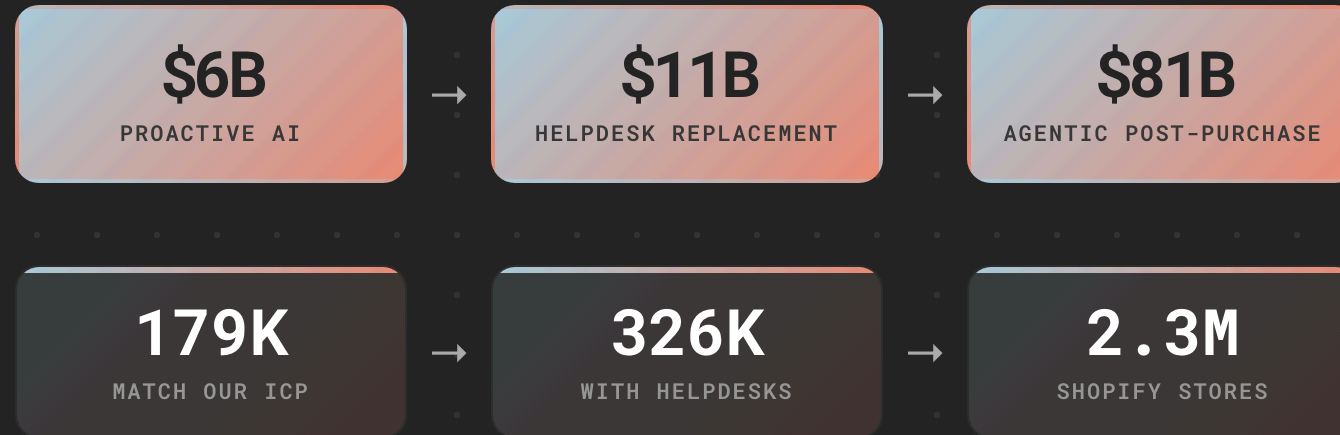 $6B
PROACTIVE AI
$11B
HELPDESK REPLACEMENT
$81B
AGENTIC POST-PURCHASE
179K
MATCH OUR ICP
326K
WITH HELPDESKS
2.3M
SHOPIFY STORES